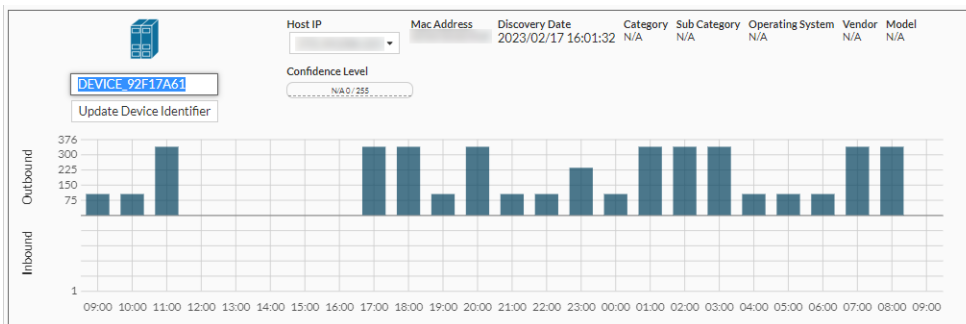 Host IP Mac Address Discovery Date Category Sub Category Operating System Vendor Model
2023/02/17 16:01:32 N/A N/A N/A N/A N/A
DEVICE_92F17A61
Update Device Identifier
Confidence Level
N/A 0 / 255
Outbound
376
300
225
150
75
Inbound
1
09:00 10:00 11:00 12:00 13:00 14:00 15:00 16:00 17:00 18:00 19:00 20:00 21:00 22:00 23:00 00:00 01:00 02:00 03:00 04:00 05:00 06:00 07:00 08:00 09:00